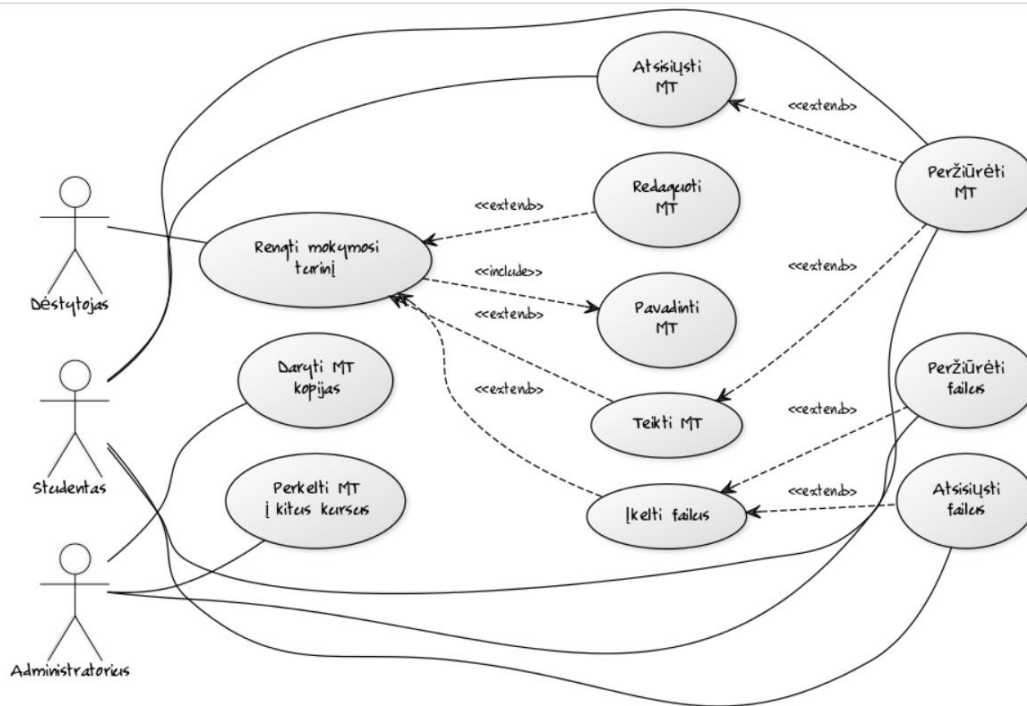 Atsisiųsti
MT
<<extend>>
Peržiūrėti
MT
Redaguoti
MT
<<extend>>
Rengti mokymosi
turinį
<<include>>
<<extend>>
Dėstytojas
Pavadinti
MT
<<extend>>
Daryti MT
kopijas
<<extend>>
Peržiūrėti
failus
Teikti MT
<<extend>>
Studentas
Perkelti MT
į kitus kursus
Įkelti failus
<<extend>>
Atsisiųsti
failus
Administratorius